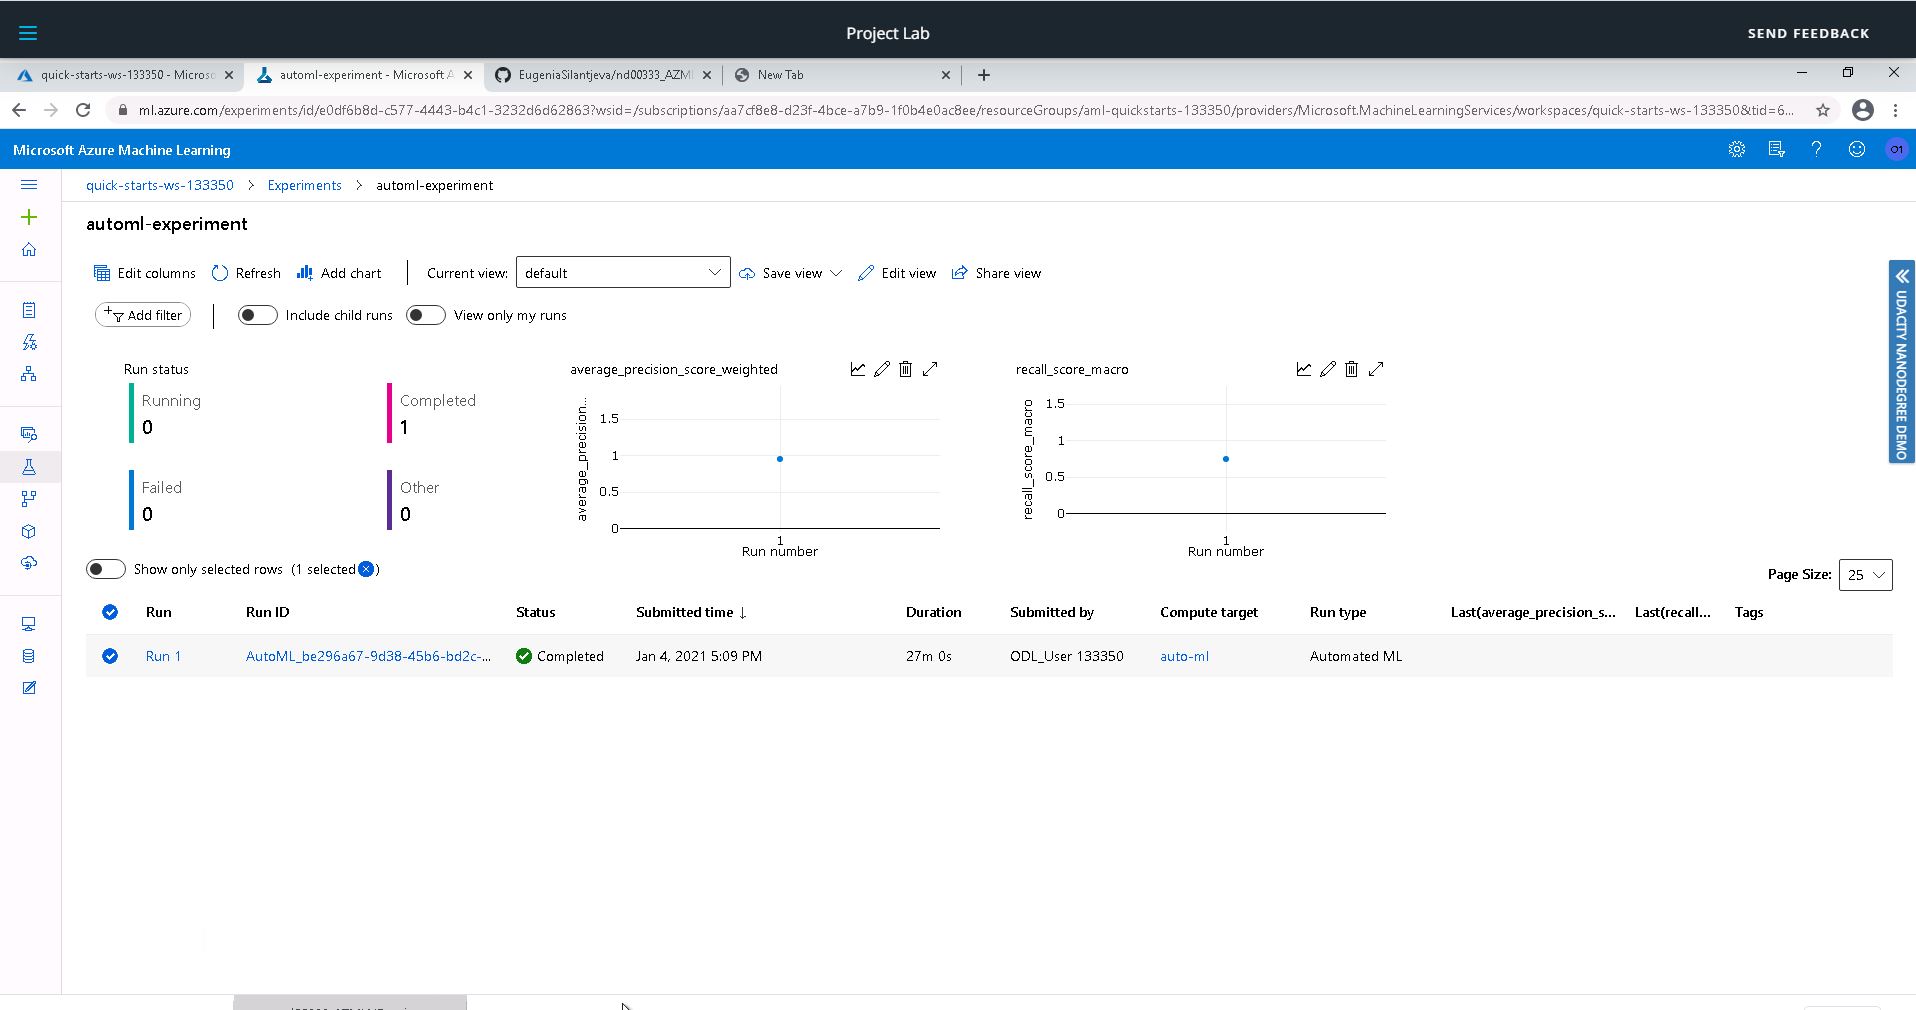 Project Lab
SEND FEEDBACK
quick-starts-ws-133350 - Microso
automl-experiment - Microsoft A
EugeniaSilantjeva/nd00333_AZMI
New Tab
ml.azure.com/experiments/id/e0df6b8d-c577-4443-b4c1-3232d6d62863?wsid=/subscriptions/aa7cf8e8-d23f-4bce-a7b9-1f0b4e0ac8ee/resourceGroups/aml-quickstarts-133350/providers/Microsoft.MachineLearningServices/workspaces/quick-starts-ws-133350&tid=6...
Microsoft Azure Machine Learning
O1
quick-starts-ws-133350 > Experiments > automl-experiment
automl-experiment
Edit columns Refresh Add chart Current view: default Save view Edit view Share view
Add filter Include child runs View only my runs
UDACITY NANODEGREE DEMO
Run status
Running
0
Completed
1
Failed
0
Other
0
average_precision_score_weighted
average_precision...
1.5
1
0.5
0
1
Run number
recall_score_macro
recall_score_macro
1.5
1
0.5
0
1
Run number
Show only selected rows (1 selected )
Page Size: 25
Run Run ID Status Submitted time ↓ Duration Submitted by Compute target Run type Last(average_precision_s... Last(recall... Tags
Run 1 AutoML_be296a67-9d38-45b6-bd2c-... Completed Jan 4, 2021 5:09 PM 27m 0s ODL_User 133350 auto-ml Automated ML